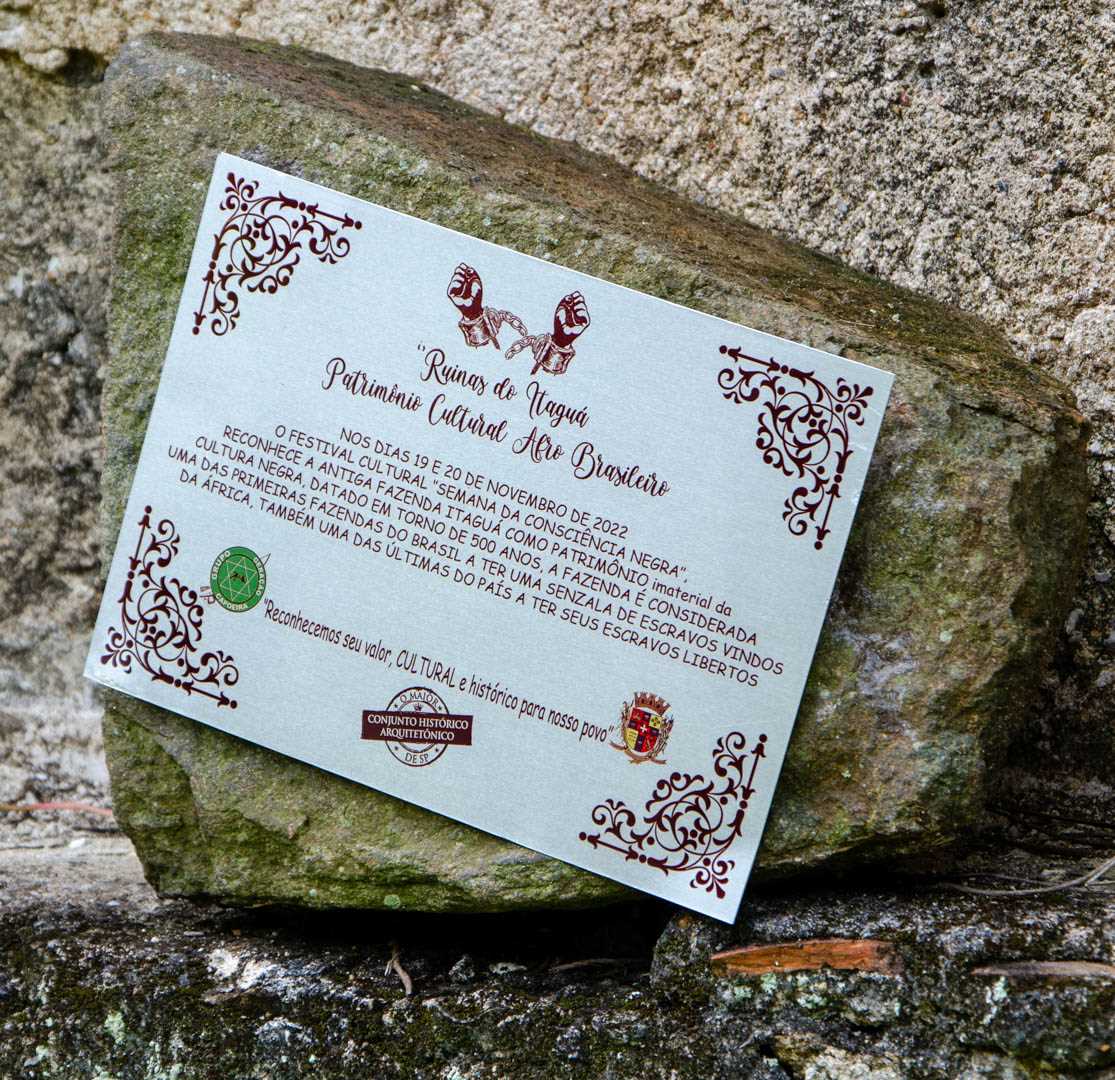 "Ruinas do Itaguá
Patrimônio Cultural Afro Brasileiro
NOS DIAS 19 E 20 DE NOVEMBRO DE 2022
O FESTIVAL CULTURAL "SEMANA DA CONSCIÊNCIA NEGRA",
RECONHECE A ANTIGA FAZENDA ITAGUÁ COMO PATRIMÔNIO imaterial da
CULTURA NEGRA, DATADO EM TORNO DE 500 ANOS, A FAZENDA É CONSIDERADA
UMA DAS PRIMEIRAS FAZENDAS DO BRASIL A TER UMA SENZALA DE ESCRAVOS VINDOS
DA ÁFRICA, TAMBÉM UMA DAS ÚLTIMAS DO PAÍS A TER SEUS ESCRAVOS LIBERTOS
GRUPO
CAPOEIRA
"Reconhecemos seu valor, CULTURAL e histórico para nosso povo"
O MAIOR
CONJUNTO HISTÓRICO
ARQUITETÔNICO
DE SP